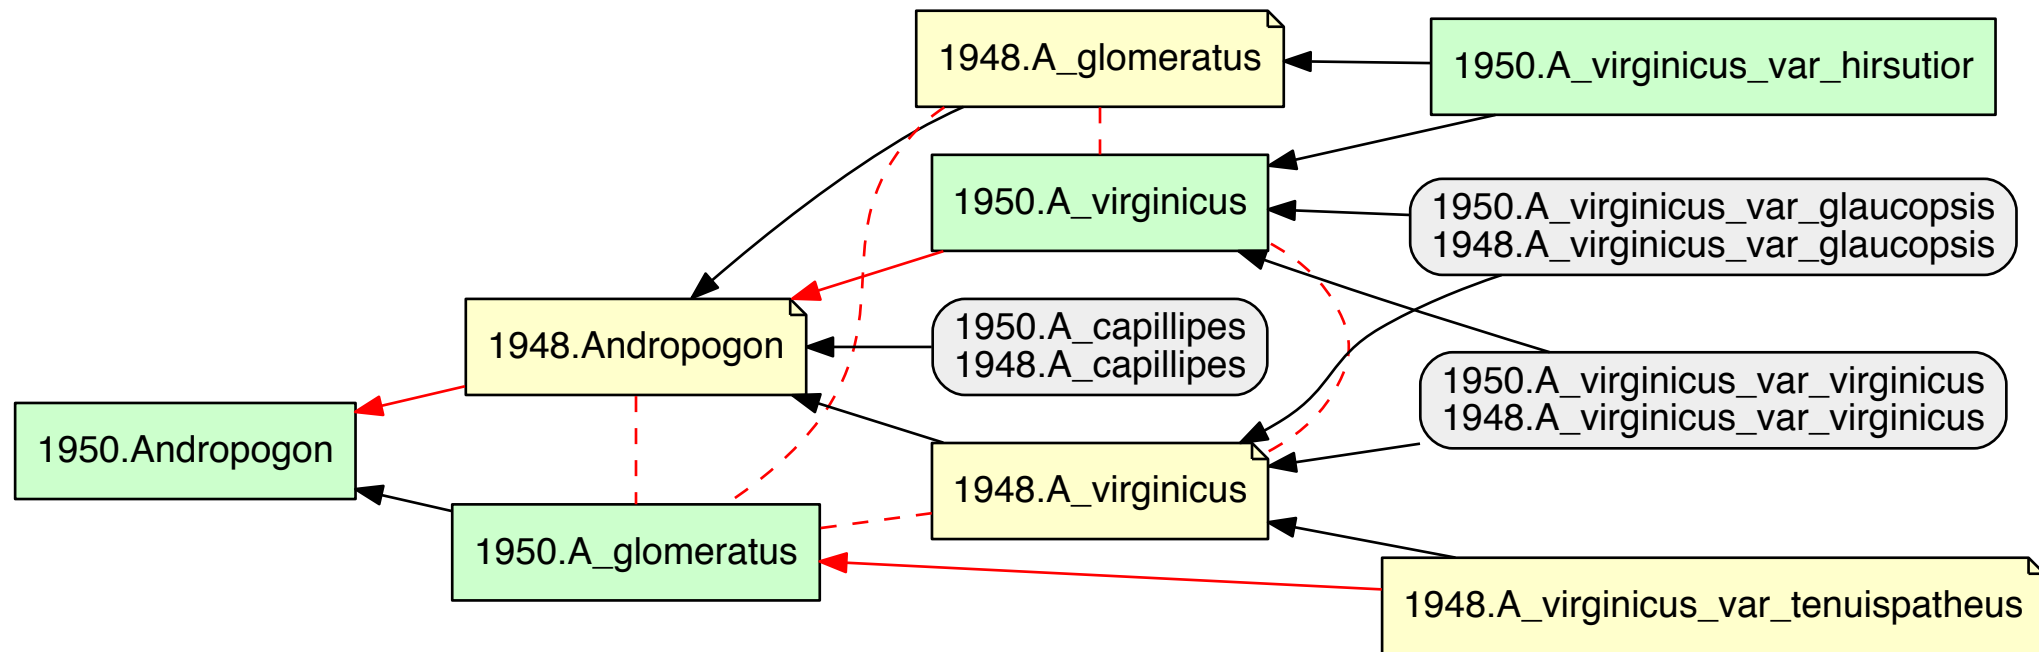 1948.A_glomeratus
1950.A_virginicus_var_hirsutior
1950.A_virginicus
1950.A_virginicus_var_glaucopsis
1948.A_virginicus_var_glaucopsis
1948.Andropogon
1950.A_capillipes
1948.A_capillipes
1950.A_virginicus_var_virginicus
1948.A_virginicus_var_virginicus
1950.Andropogon
1948.A_virginicus
1950.A_glomeratus
1948.A_virginicus_var_tenuispatheus